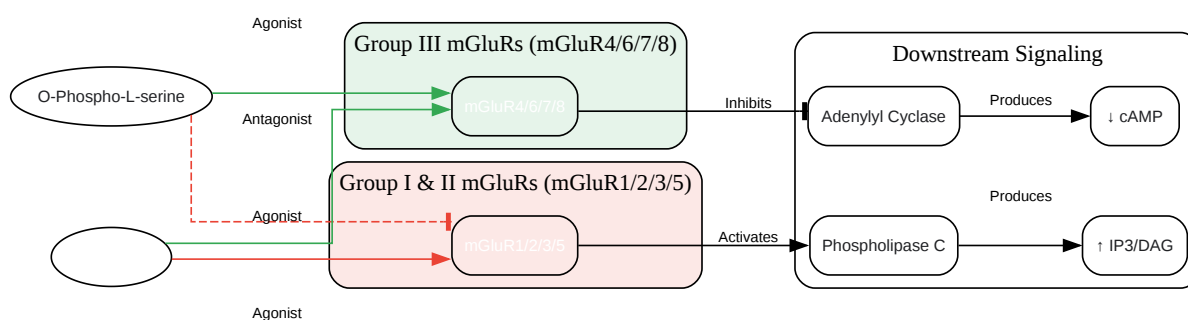 Agonist
Group III mGluRs (mGluR4/6/7/8)
Downstream Signaling
O-Phospho-L-serine
mGluR4/6/7/8
Inhibits
Adenylyl Cyclase
Produces
↓ cAMP
Antagonist
Group I & II mGluRs (mGluR1/2/3/5)
Agonist
mGluR1/2/3/5
Activates
Phospholipase C
Produces
↑ IP3/DAG
Agonist